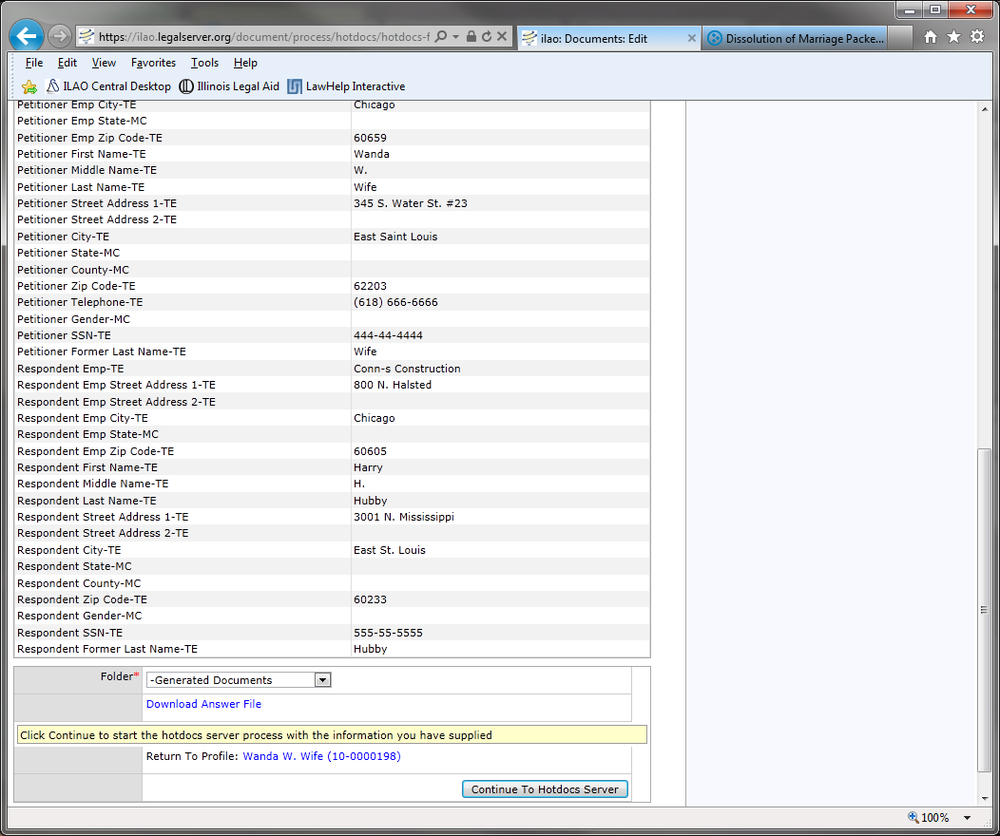 https://ilao.legalserver.org/document/process/hotdocs/hotdocs-f
ilao: Documents: Edit
Dissolution of Marriage Packe...
File Edit View Favorites Tools Help
ILAO Central Desktop Illinois Legal Aid LawHelp Interactive
Petitioner Emp City-TE Chicago
Petitioner Emp State-MC
Petitioner Emp Zip Code-TE 60659
Petitioner First Name-TE Wanda
Petitioner Middle Name-TE W.
Petitioner Last Name-TE Wife
Petitioner Street Address 1-TE 345 S. Water St. #23
Petitioner Street Address 2-TE
Petitioner City-TE East Saint Louis
Petitioner State-MC
Petitioner County-MC
Petitioner Zip Code-TE 62203
Petitioner Telephone-TE (618) 666-6666
Petitioner Gender-MC
Petitioner SSN-TE 444-44-4444
Petitioner Former Last Name-TE Wife
Respondent Emp-TE Conn-s Construction
Respondent Emp Street Address 1-TE 800 N. Halsted
Respondent Emp Street Address 2-TE
Respondent Emp City-TE Chicago
Respondent Emp State-MC
Respondent Emp Zip Code-TE 60605
Respondent First Name-TE Harry
Respondent Middle Name-TE H.
Respondent Last Name-TE Hubby
Respondent Street Address 1-TE 3001 N. Mississippi
Respondent Street Address 2-TE
Respondent City-TE East St. Louis
Respondent State-MC
Respondent County-MC
Respondent Zip Code-TE 60233
Respondent Gender-MC
Respondent SSN-TE 555-55-5555
Respondent Former Last Name-TE Hubby
Folder* -Generated Documents
Download Answer File
Click Continue to start the hotdocs server process with the information you have supplied
Return To Profile: Wanda W. Wife (10-0000198)
Continue To Hotdocs Server
100%